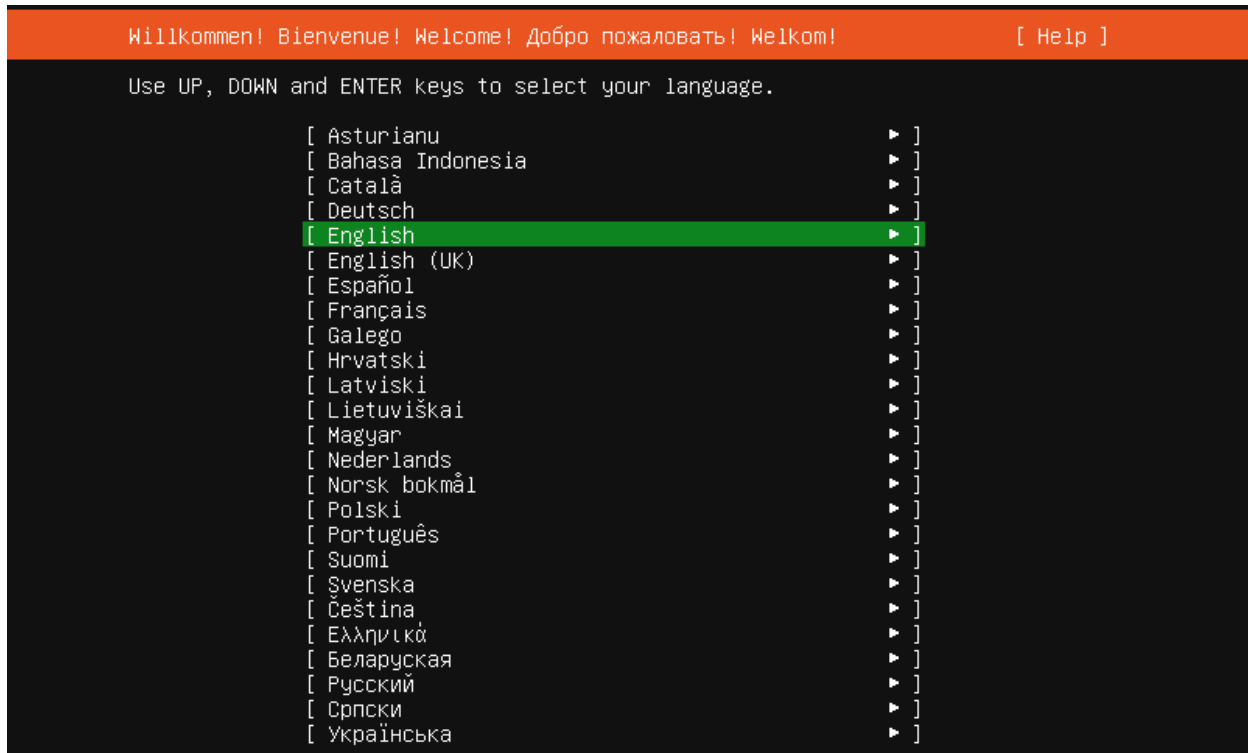 Willkommen! Bienvenue! Welcome! Добро пожаловать! Welkom! [ Help ]
Use UP, DOWN and ENTER keys to select your language.
[ Asturianu ► ]
[ Bahasa Indonesia ► ]
[ Català ► ]
[ Deutsch ► ]
[ English ► ]
[ English (UK) ► ]
[ Español ► ]
[ Français ► ]
[ Galego ► ]
[ Hrvatski ► ]
[ Latviski ► ]
[ Lietuviškai ► ]
[ Magyar ► ]
[ Nederlands ► ]
[ Norsk bokmål ► ]
[ Polski ► ]
[ Português ► ]
[ Suomi ► ]
[ Svenska ► ]
[ Čeština ► ]
[ Ελληνικά ► ]
[ Беларуская ► ]
[ Русский ► ]
[ Српски ► ]
[ Українська ► ]